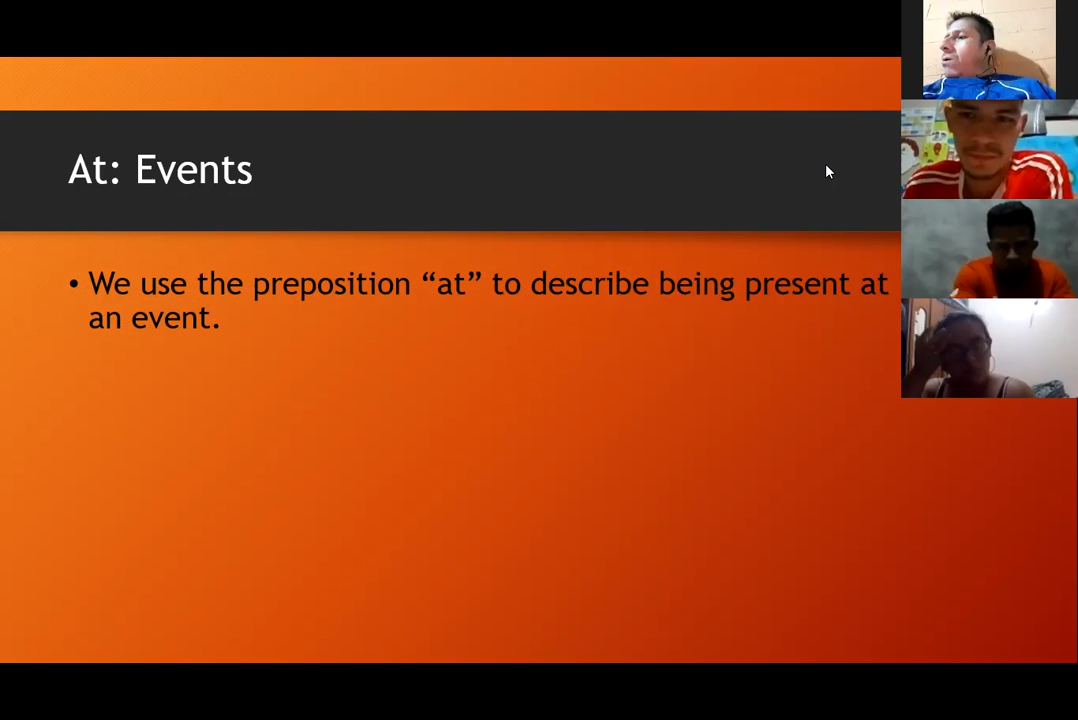 At: Events
• We use the preposition “at” to describe being present at
an event.